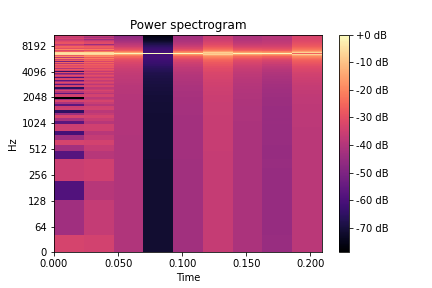 Power spectrogram
8192
4096
2048
1024
512
256
128
64
0
Hz
0.000 0.050 0.100 0.150 0.200
Time
+0 dB
-10 dB
-20 dB
-30 dB
-40 dB
-50 dB
-60 dB
-70 dB